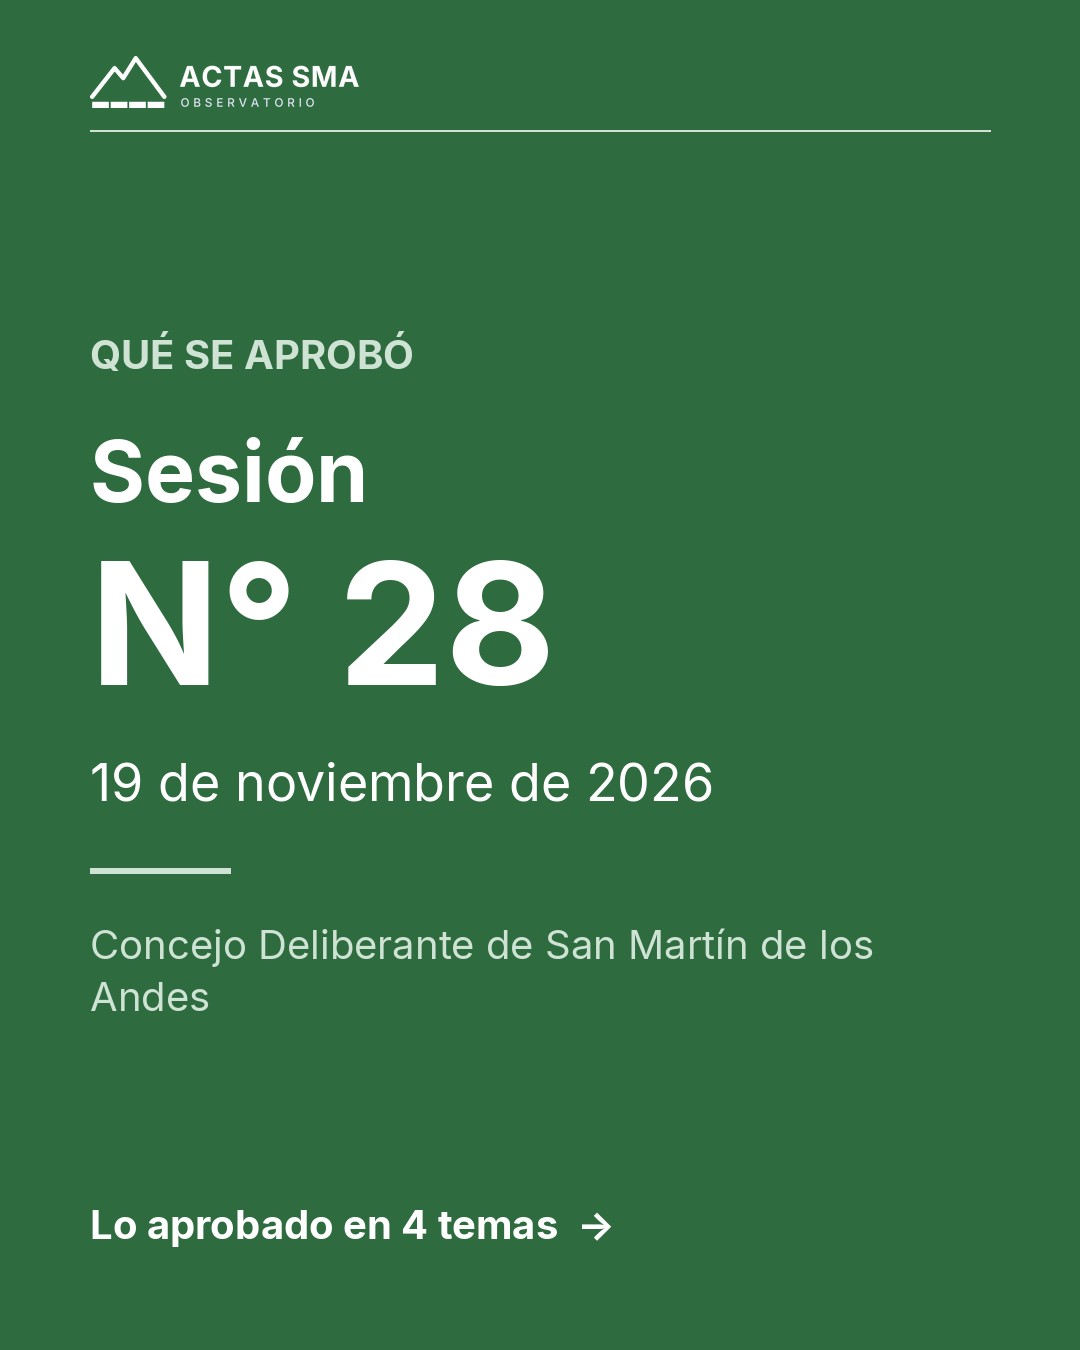 ACTAS SMA
OBSERVATORIO
QUÉ SE APROBÓ
Sesión
N° 28
19 de noviembre de 2026
Concejo Deliberante de San Martín de los
Andes
Lo aprobado en 4 temas →